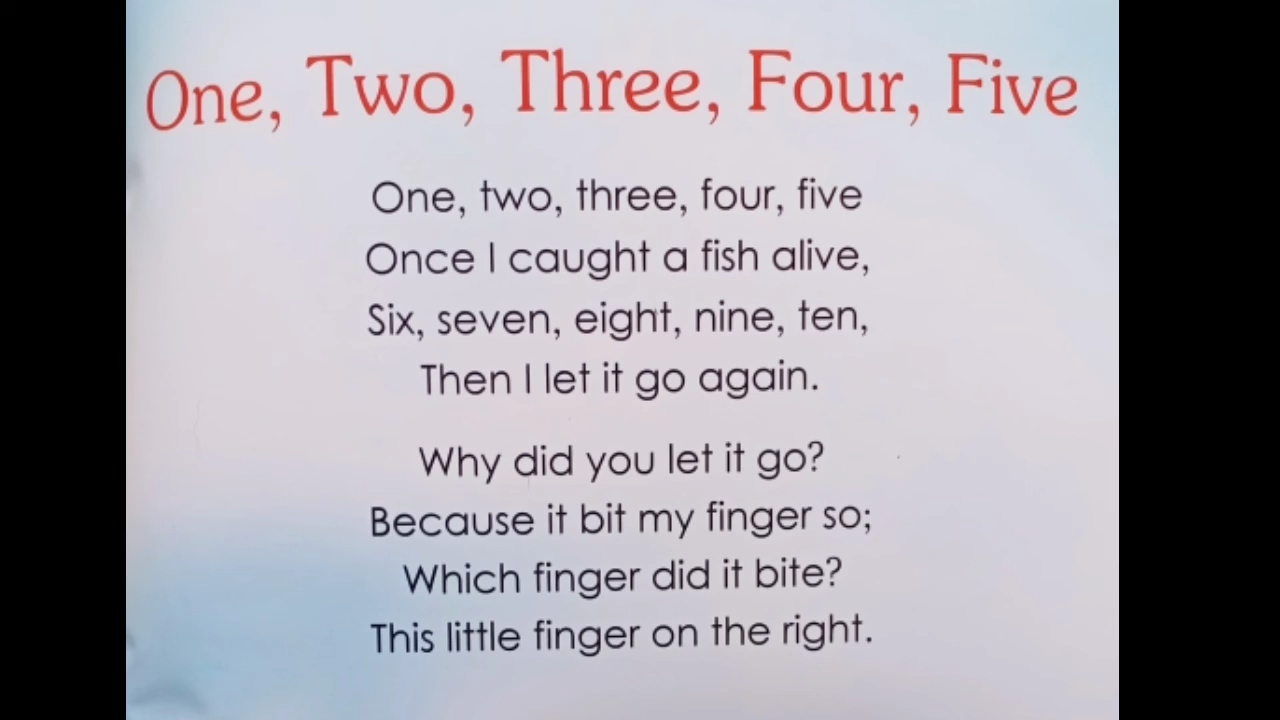 One, Two, Three, Four, Five
One, two, three, four, five
Once I caught a fish alive,
Six, seven, eight, nine, ten,
Then I let it go again.
Why did you let it go?
Because it bit my finger so;
Which finger did it bite?
This little finger on the right.